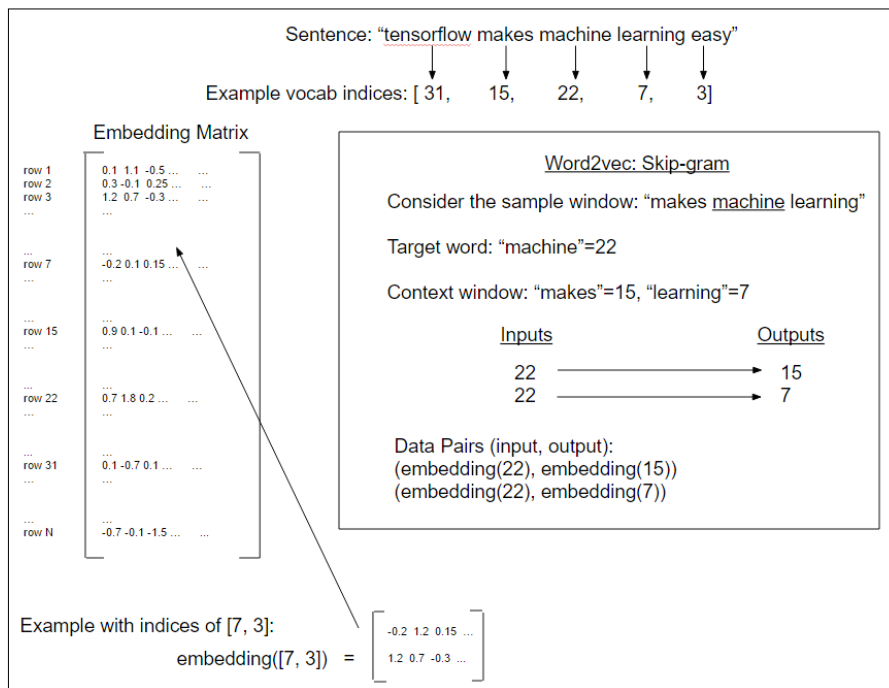 Sentence: “tensorflow makes machine learning easy”
Example vocab indices: [ 31, 15, 22, 7, 3]
Embedding Matrix
row 1 0.1 1.1 -0.5 ... ...
row 2 0.3 -0.1 0.25 ... ...
row 3 1.2 0.7 -0.3 ... ...
... ...
... ...
row 7 -0.2 0.1 0.15 ... ...
... ...
... ...
row 15 0.9 0.1 -0.1 ... ...
... ...
... ...
row 22 0.7 1.8 0.2 ... ...
... ...
... ...
row 31 0.1 -0.7 0.1 ... ...
... ...
... ...
row N -0.7 -0.1 -1.5 ... ...
Word2vec: Skip-gram
Consider the sample window: “makes machine learning”
Target word: “machine”=22
Context window: “makes”=15, “learning”=7
Inputs Outputs
22 15
22 7
Data Pairs (input, output):
(embedding(22), embedding(15))
(embedding(22), embedding(7))
Example with indices of [7, 3]:
embedding([7, 3]) =
-0.2 1.2 0.15 ...
1.2 0.7 -0.3 ...